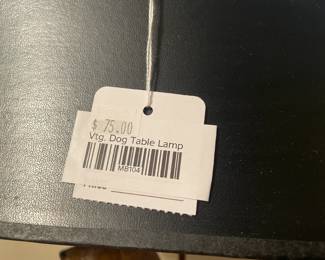 $ 75.00
Vtg. Dog Table Lamp
MB104